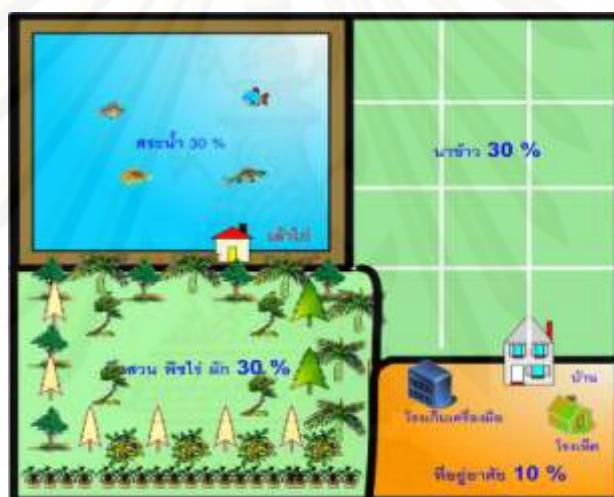 สระน้ำ 30 %
นาข้าว 30 %
เล้าไก่
สวน พืชไร่ ผัก 30 %
บ้าน
โรงเก็บเครื่องมือ
โรงเห็ด
ที่อยู่อาศัย 10 %